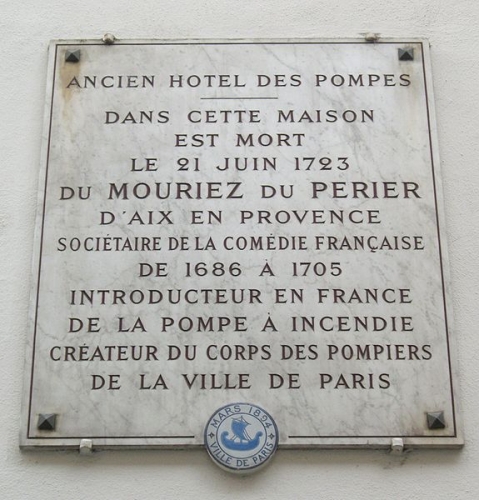 ANCIEN HOTEL DES POMPES
DANS CETTE MAISON
EST MORT
LE 21 JUIN 1723
DU MOURIEZ DU PERIER
D'AIX EN PROVENCE
SOCIÉTAIRE DE LA COMÉDIE FRANÇAISE
DE 1686 À 1705
INTRODUCTEUR EN FRANCE
DE LA POMPE À INCENDIE
CRÉATEUR DU CORPS DES POMPIERS
DE LA VILLE DE PARIS
MARS 1894
VILLE DE PARIS